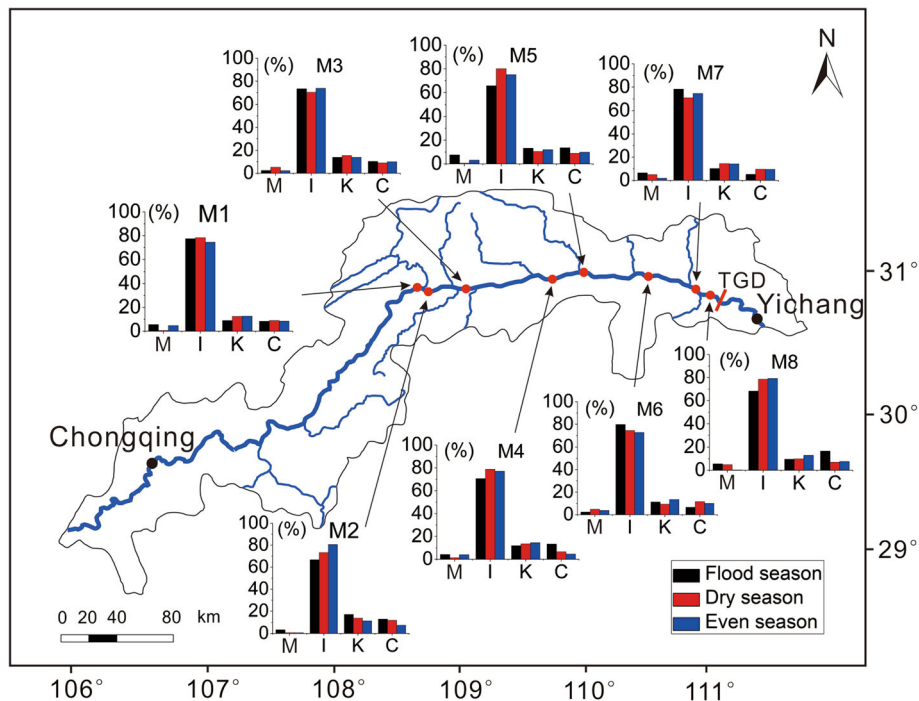 N
(%) M3
100
80
60
40
20
0
M I K C
(%) M5
100
80
60
40
20
0
M I K C
(%) M7
100
80
60
40
20
0
M I K C
(%) M1
100
80
60
40
20
0
M I K C
31°
TGD
Yichang
(%) M8
100
80
60
40
20
0
M I K C
(%) M6
100
80
60
40
20
0
M I K C
30°
Chongqing
(%) M4
100
80
60
40
20
0
M I K C
(%) M2
100
80
60
40
20
0
M I K C
29°
Flood season
Dry season
Even season
0 20 40 80 km
106° 107° 108° 109° 110° 111°